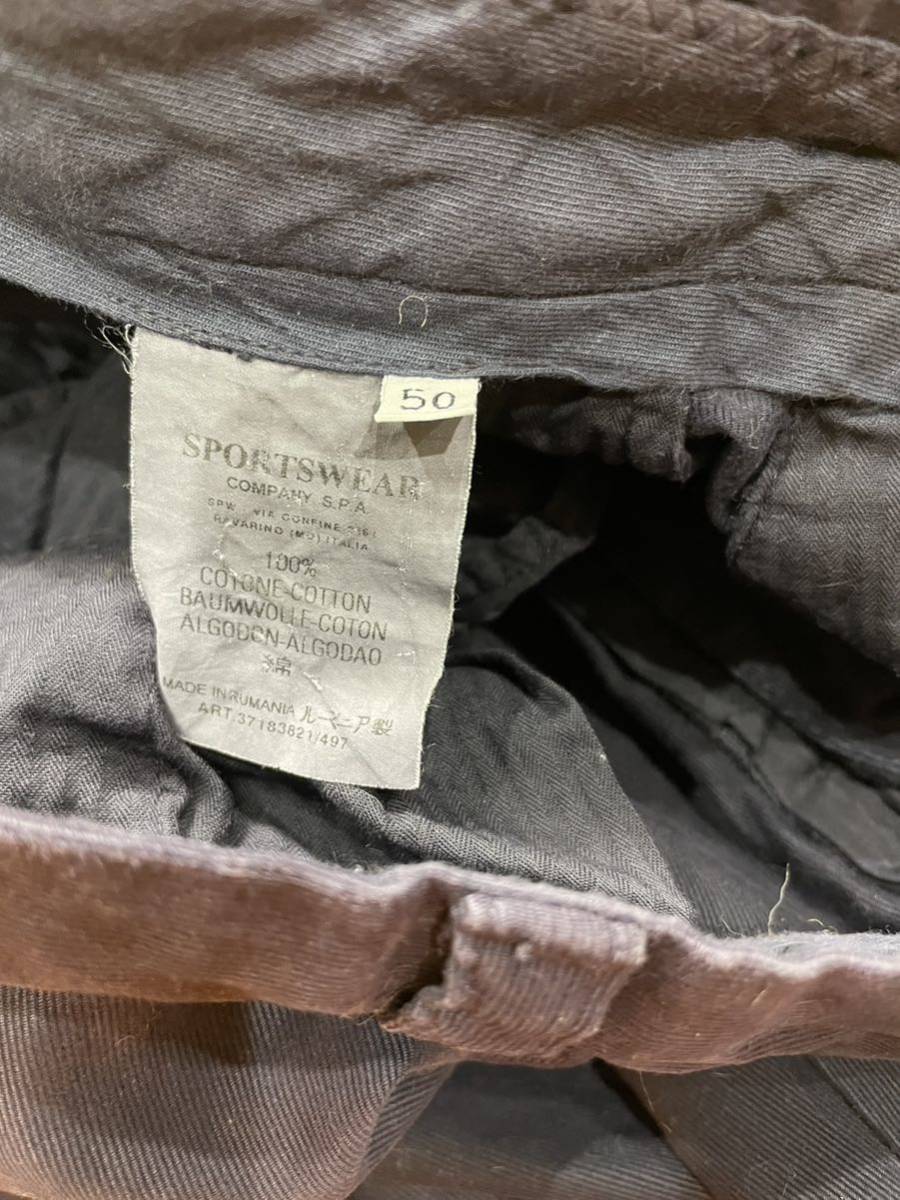 50
SPORTSWEAR
COMPANY S.P.A.
SPW VIA CONFINE 2161
RAVARINO (MO) ITALIA
100%
COTONE-COTTON
BAUMWOLLE-COTON
ALGODON-ALGODAO
綿
MADE IN RUMANIA ルーマニア製
ART.37183821/497